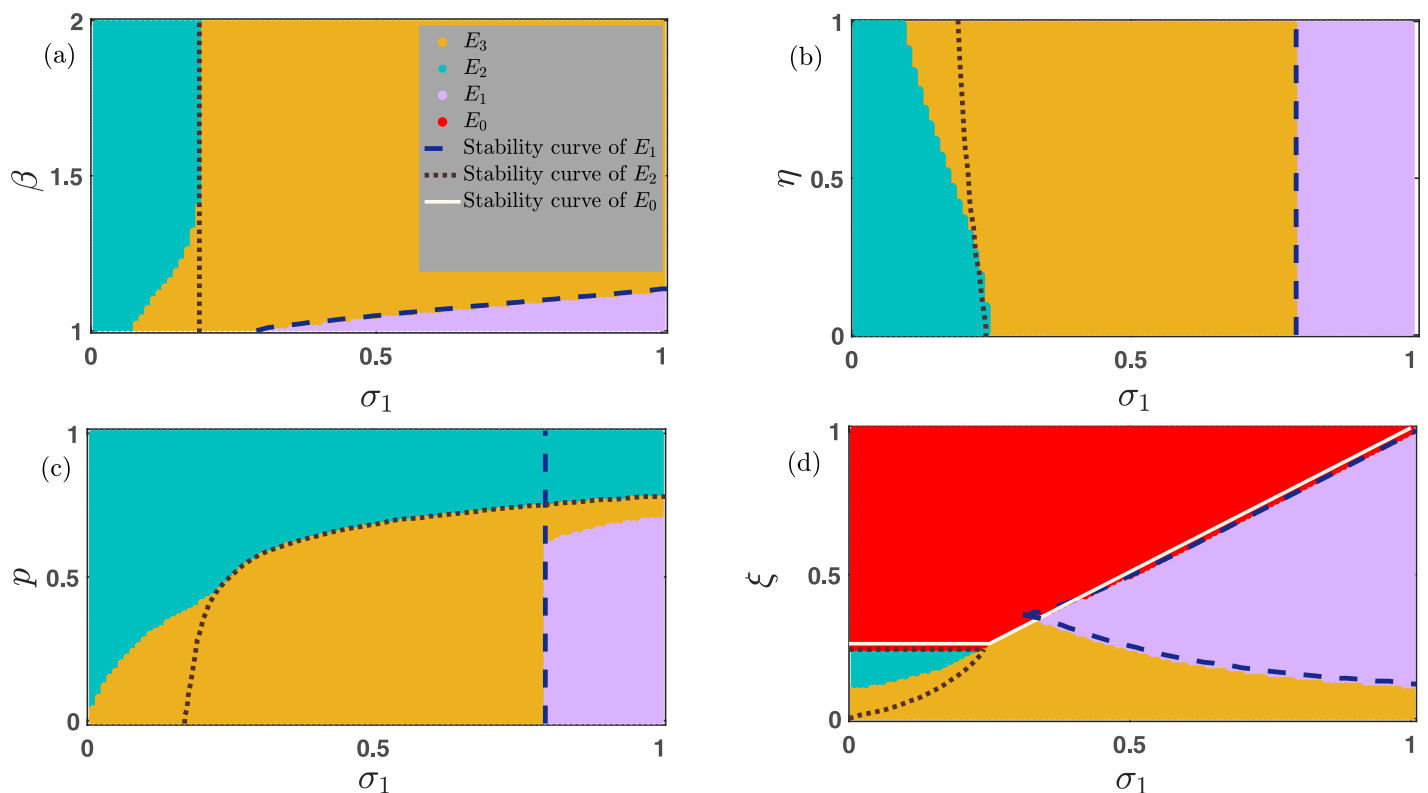 (a)
2
1.5
1
β
0
0.5
1
σ1
E3
E2
E1
E0
Stability curve of E1
Stability curve of E2
Stability curve of E0
(b)
1
0.5
0
η
0
0.5
1
σ1
(c)
1
0.5
0
p
0
0.5
1
σ1
(d)
1
0.5
0
ξ
0
0.5
1
σ1